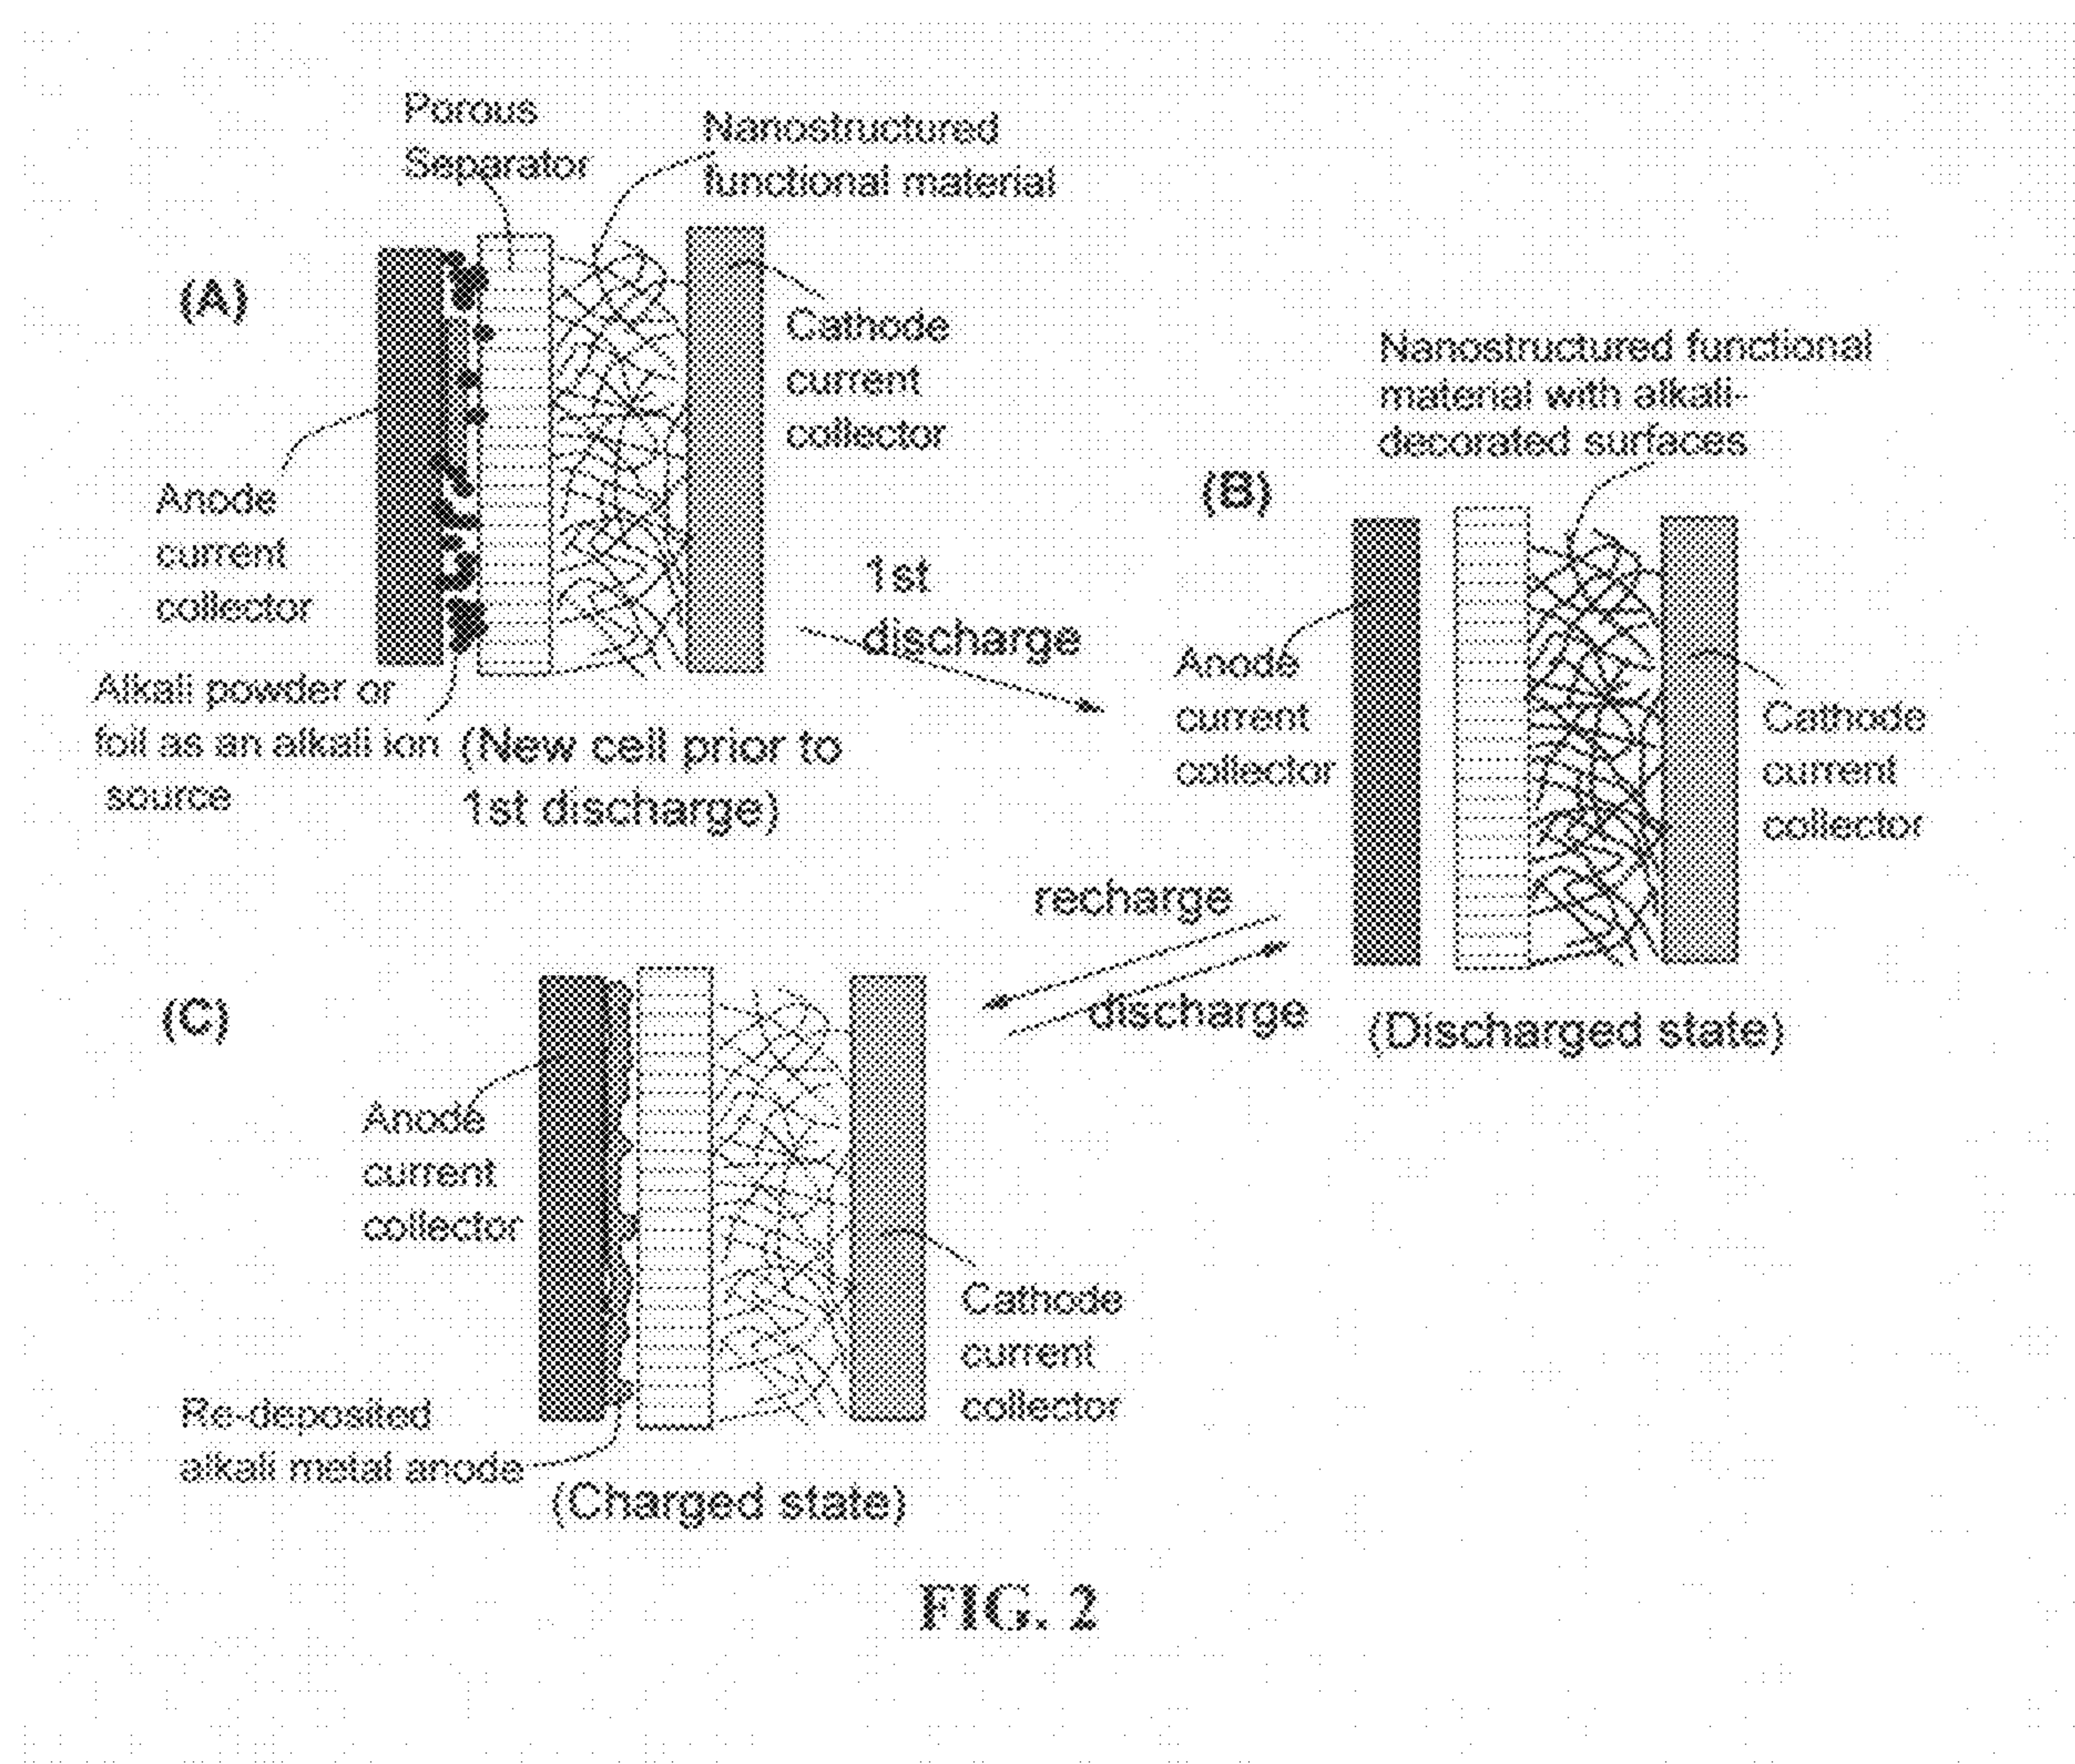 Porous
Separator
Nanostructured
functional material
(A)
Cathode
current
collector
Anode
current
collector
Alkali powder or
foil as an alkali ion
source
(New cell prior to
1st discharge)
1st
discharge
Nanostructured functional
material with alkali-
decorated surfaces
(B)
Anode
current
collector
Cathode
current
collector
(Discharged state)
recharge
discharge
(C)
Anode
current
collector
Cathode
current
collector
Re-deposited
alkali metal anode
(Charged state)
FIG. 2